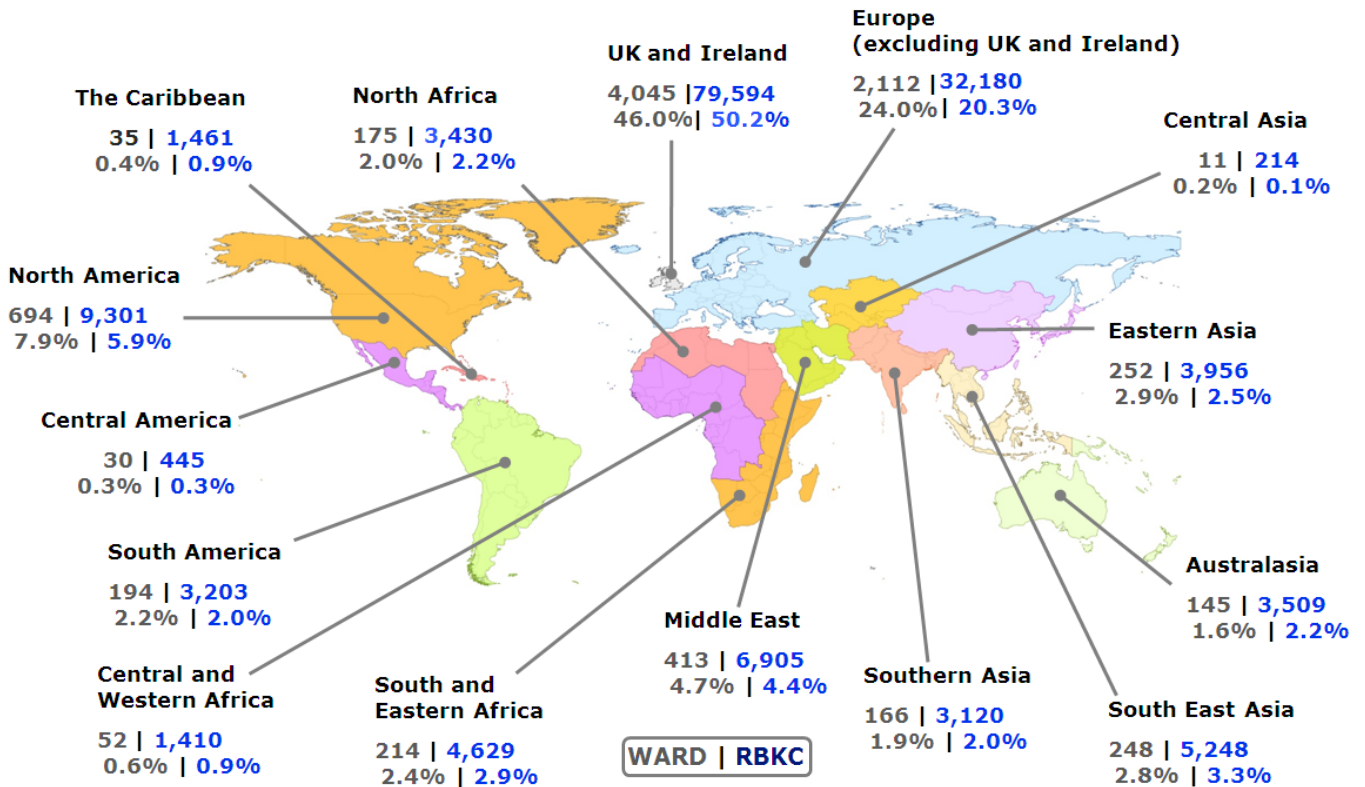 Europe
(excluding UK and Ireland)
2,112 | 32,180
24.0% | 20.3%
UK and Ireland
4,045 | 79,594
46.0% | 50.2%
The Caribbean
35 | 1,461
0.4% | 0.9%
North Africa
175 | 3,430
2.0% | 2.2%
Central Asia
11 | 214
0.2% | 0.1%
North America
694 | 9,301
7.9% | 5.9%
Eastern Asia
252 | 3,956
2.9% | 2.5%
Central America
30 | 445
0.3% | 0.3%
South America
194 | 3,203
2.2% | 2.0%
Australasia
145 | 3,509
1.6% | 2.2%
Middle East
413 | 6,905
4.7% | 4.4%
Central and
Western Africa
52 | 1,410
0.6% | 0.9%
South and
Eastern Africa
214 | 4,629
2.4% | 2.9%
Southern Asia
166 | 3,120
1.9% | 2.0%
South East Asia
248 | 5,248
2.8% | 3.3%
WARD | RBKC